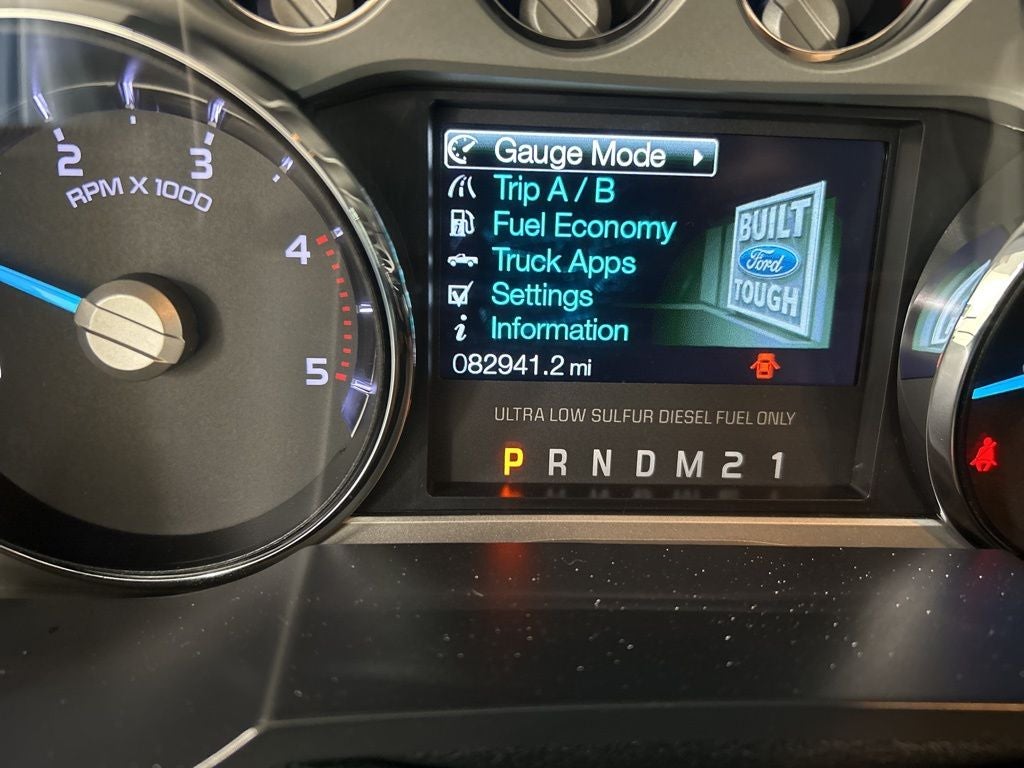 2
3
RPM X 1000
4
5
Gauge Mode
Trip A / B
Fuel Economy
Truck Apps
Settings
Information
082941.2 mi
BUILT
Ford
TOUGH
ULTRA LOW SULFUR DIESEL FUEL ONLY
P R N D M 2 1